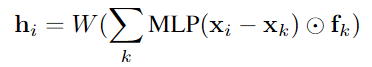 h_i = W(∑_k MLP(x_i − x_k) ⊙ f_k)